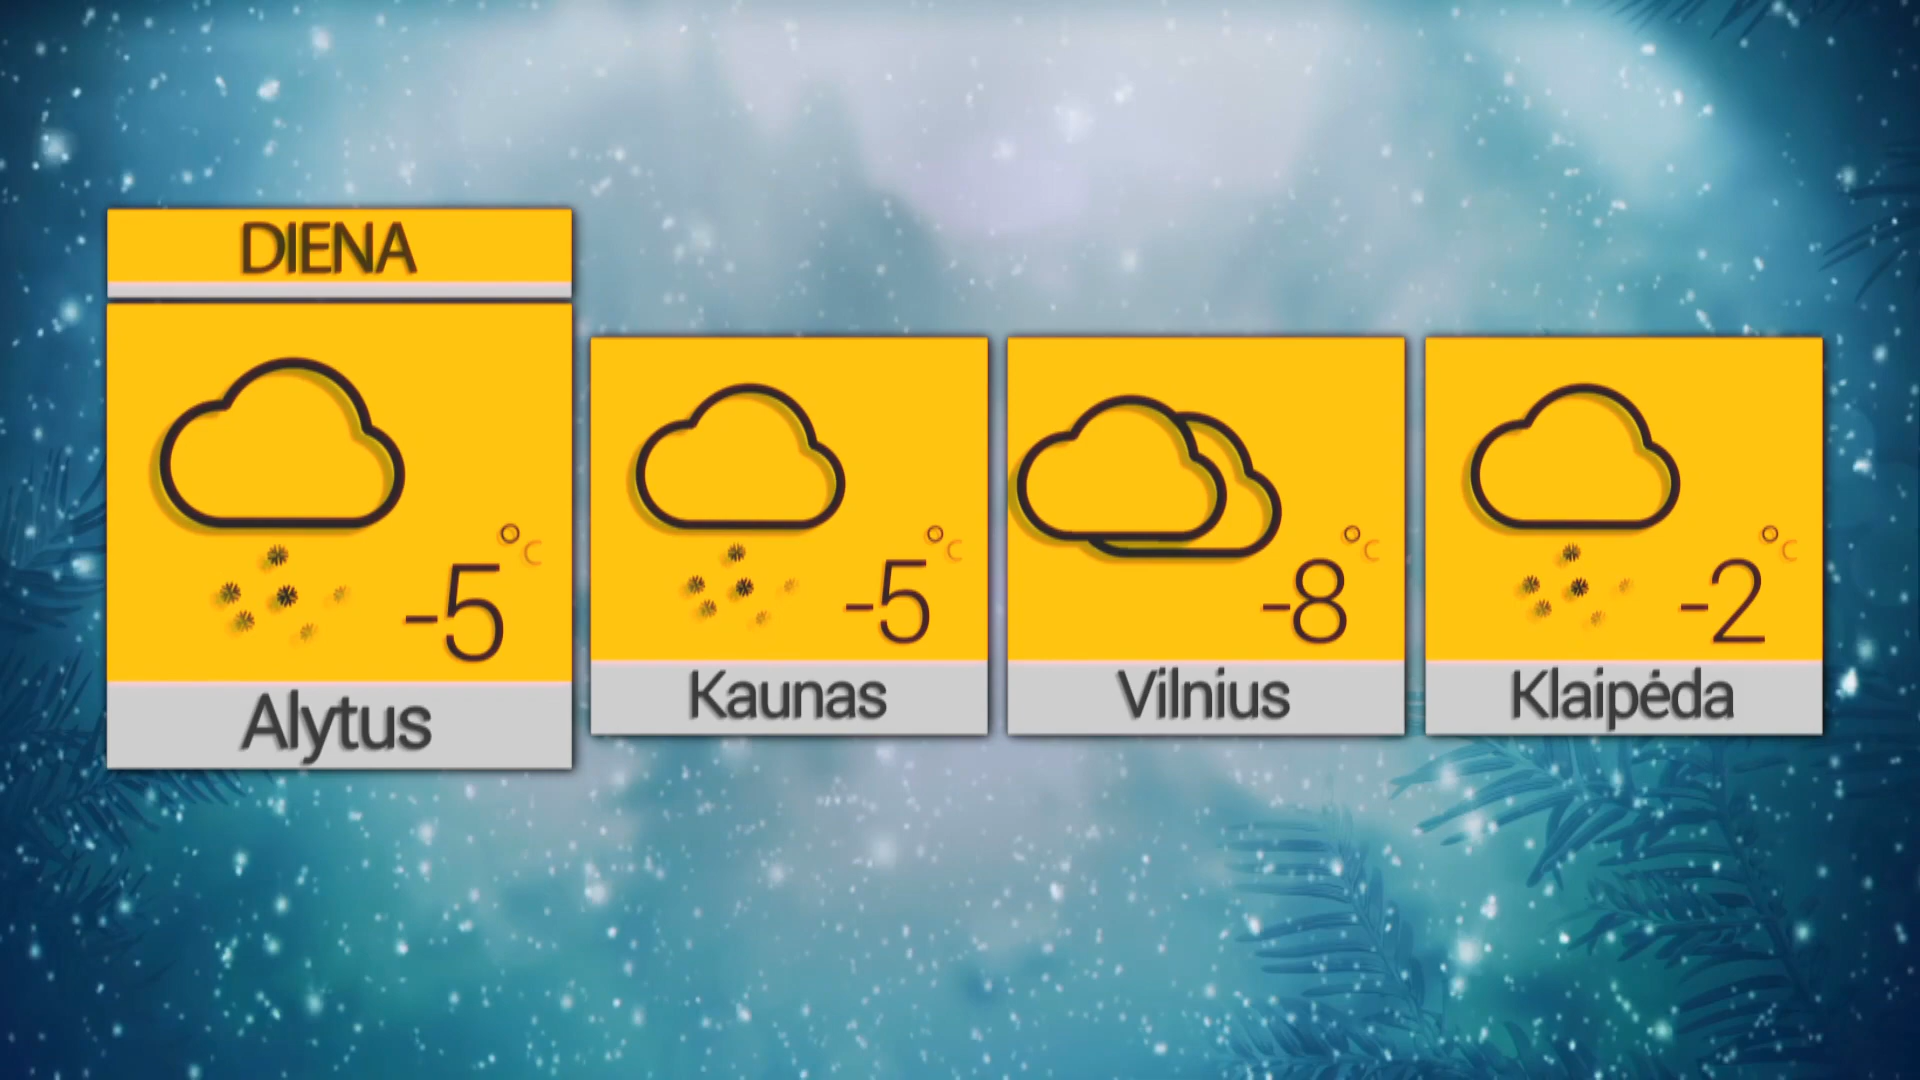 DIENA
-5 °C
Alytus
-5 °C
Kaunas
-8 °C
Vilnius
-2 °C
Klaipėda